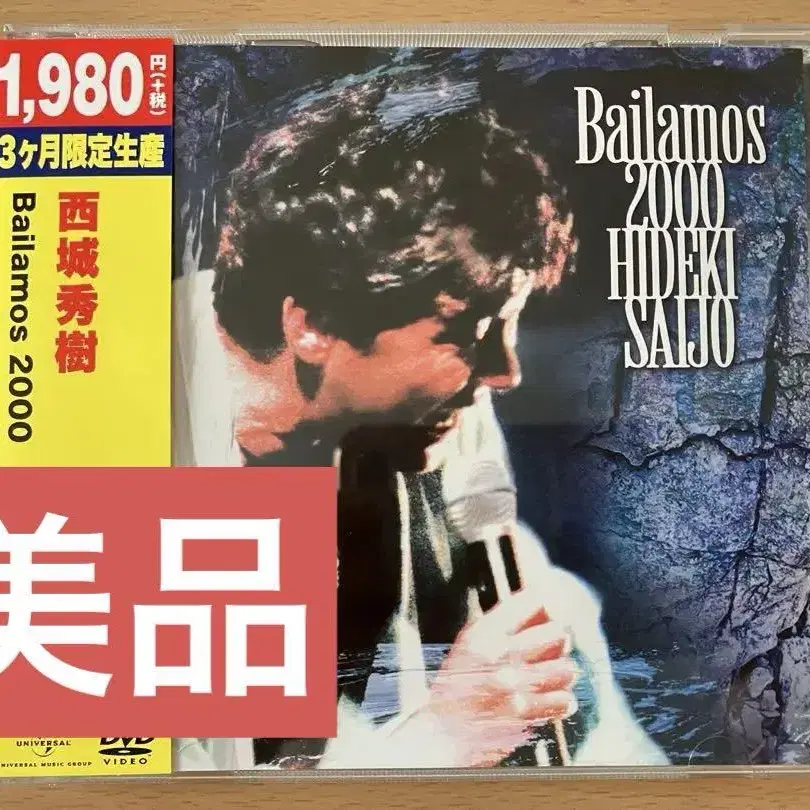 1,980円(+税)
3ヶ月限定生産
西城秀樹
Bailamos 2000
美品
UNIVERSAL
UNIVERSAL MUSIC GROUP
DVD
VIDEO
Bailamos
2000
HIDEKI
SAIJO